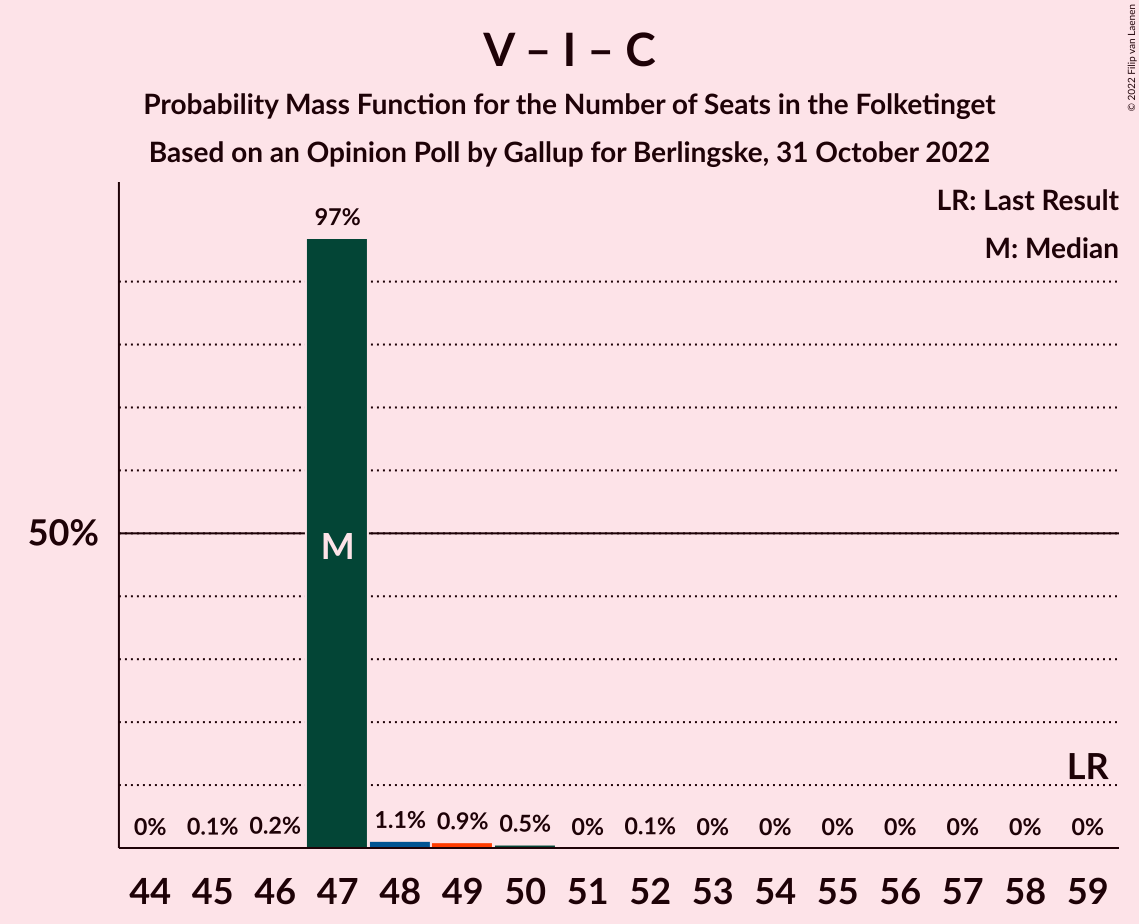 V – I – C
Probability Mass Function for the Number of Seats in the Folketinget
Based on an Opinion Poll by Gallup for Berlingske, 31 October 2022
© 2022 Filip van Laenen
LR: Last Result
M: Median
97%
50%
M
LR
0% 0.1% 0.2% 1.1% 0.9% 0.5% 0% 0.1% 0% 0% 0% 0% 0% 0% 0%
44 45 46 47 48 49 50 51 52 53 54 55 56 57 58 59